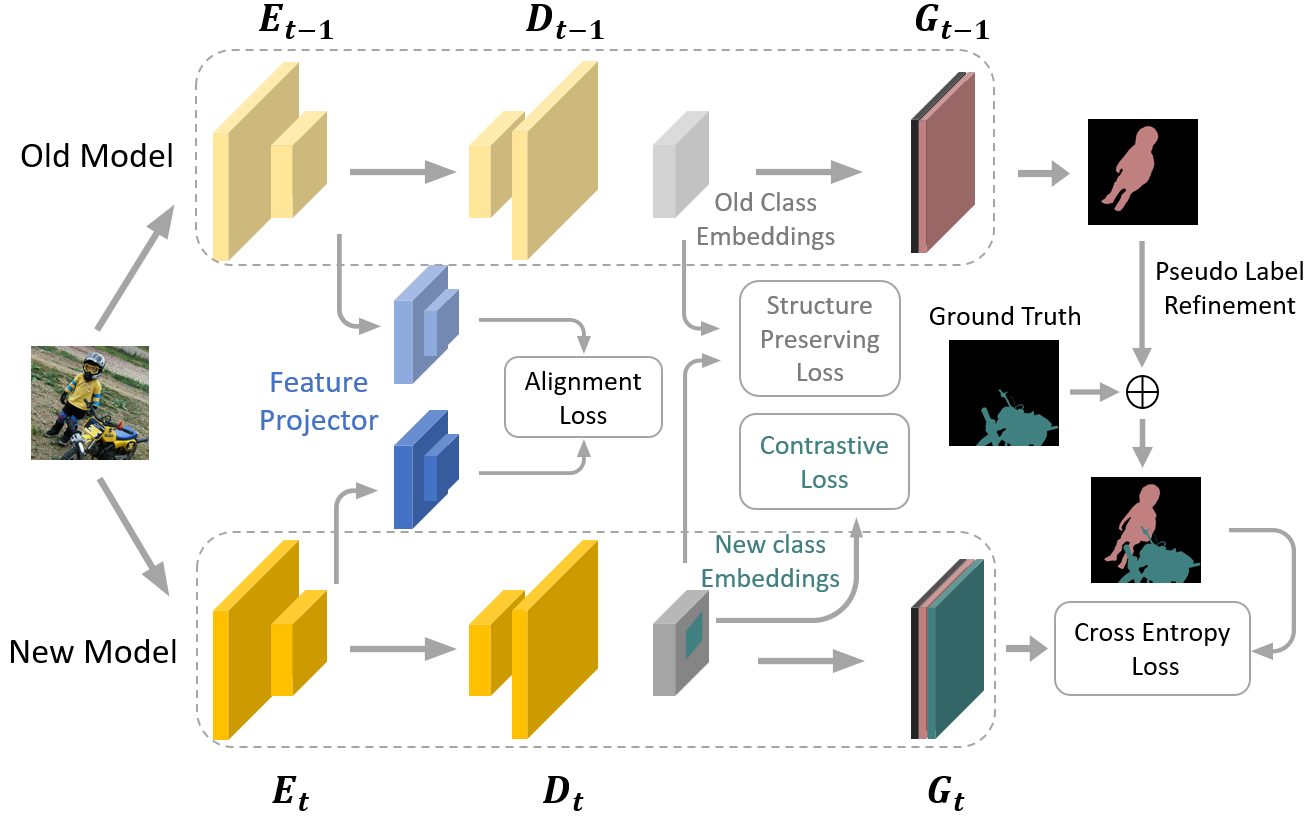 E_{t−1}
D_{t−1}
G_{t−1}
Old Model
Old Class
Embeddings
Pseudo Label
Refinement
Structure
Preserving
Loss
Ground Truth
Feature
Projector
Alignment
Loss
Contrastive
Loss
New class
Embeddings
New Model
Cross Entropy
Loss
E_t
D_t
G_t